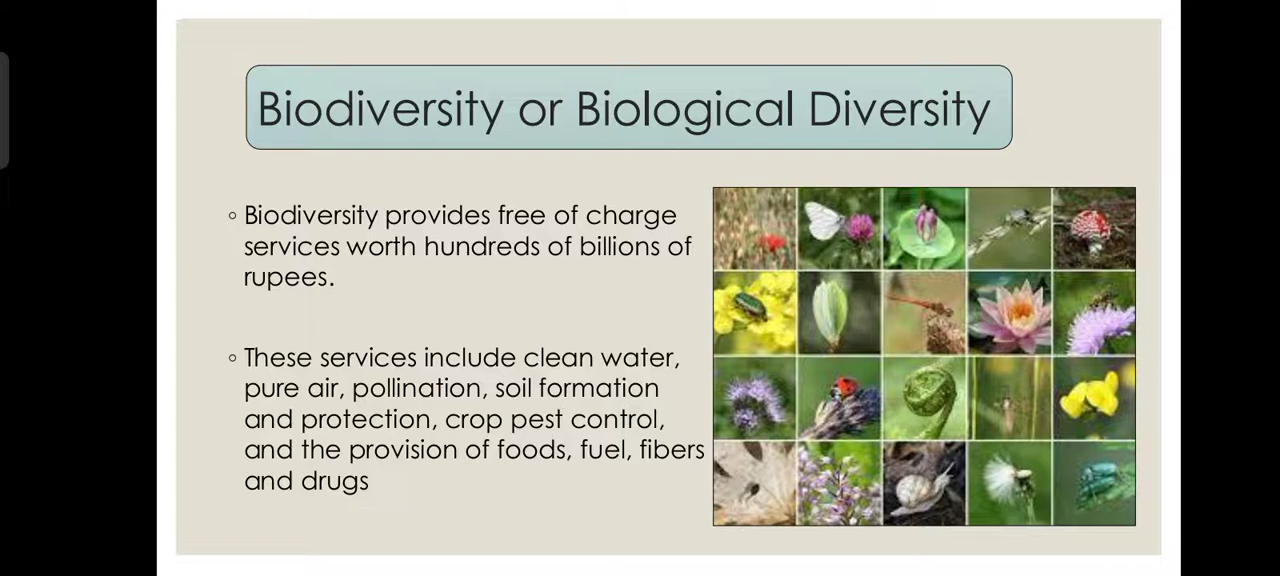 Biodiversity or Biological Diversity
◦ Biodiversity provides free of charge
services worth hundreds of billions of
rupees.
◦ These services include clean water,
pure air, pollination, soil formation
and protection, crop pest control,
and the provision of foods, fuel, fibers
and drugs